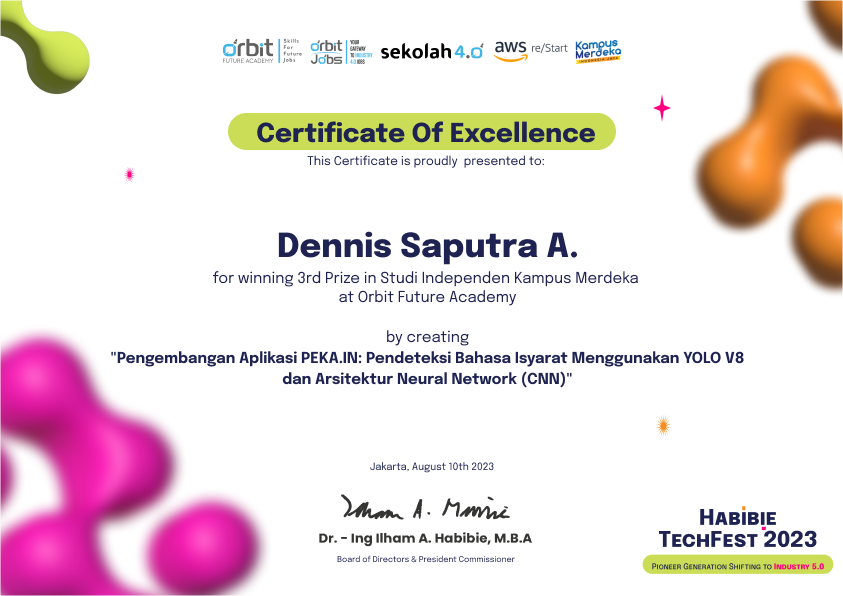 orbit
FUTURE ACADEMY
Skills
For
Future
Jobs
orbit
Jobs
YOUR
GATEWAY
TO INDUSTRY
4.0 JOBS
sekolah 4.0
aws re/Start
Kampus
Merdeka
INDONESIA JAYA
Certificate Of Excellence
This Certificate is proudly presented to:
Dennis Saputra A.
for winning 3rd Prize in Studi Independen Kampus Merdeka
at Orbit Future Academy
by creating
"Pengembangan Aplikasi PEKA.IN: Pendeteksi Bahasa Isyarat Menggunakan YOLO V8
dan Arsitektur Neural Network (CNN)"
Jakarta, August 10th 2023
Dr. - Ing Ilham A. Habibie, M.B.A
Board of Directors & President Commissioner
HABIBIE
TECHFEST 2023
PIONEER GENERATION SHIFTING TO INDUSTRY 5.0